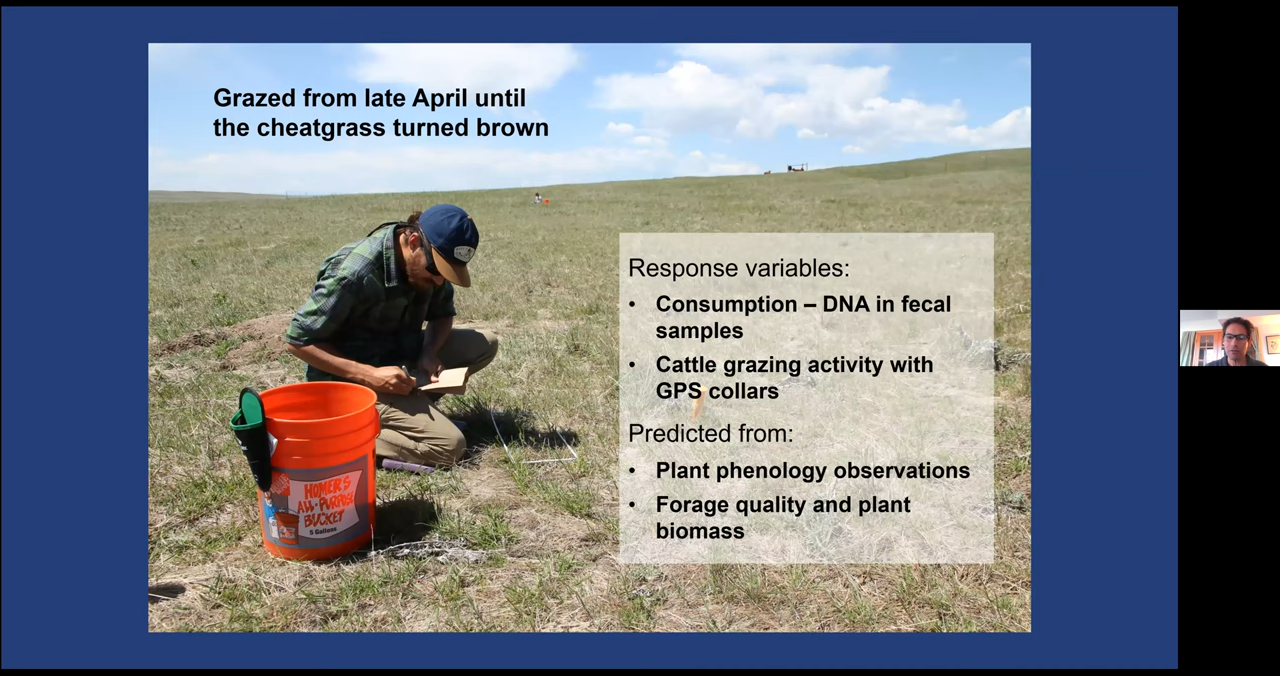 Grazed from late April until
the cheatgrass turned brown
Response variables:
• Consumption – DNA in fecal
samples
• Cattle grazing activity with
GPS collars
Predicted from:
• Plant phenology observations
• Forage quality and plant
biomass
HOMER'S
ALL-PURPOSE
BUCKET
5 Gallons